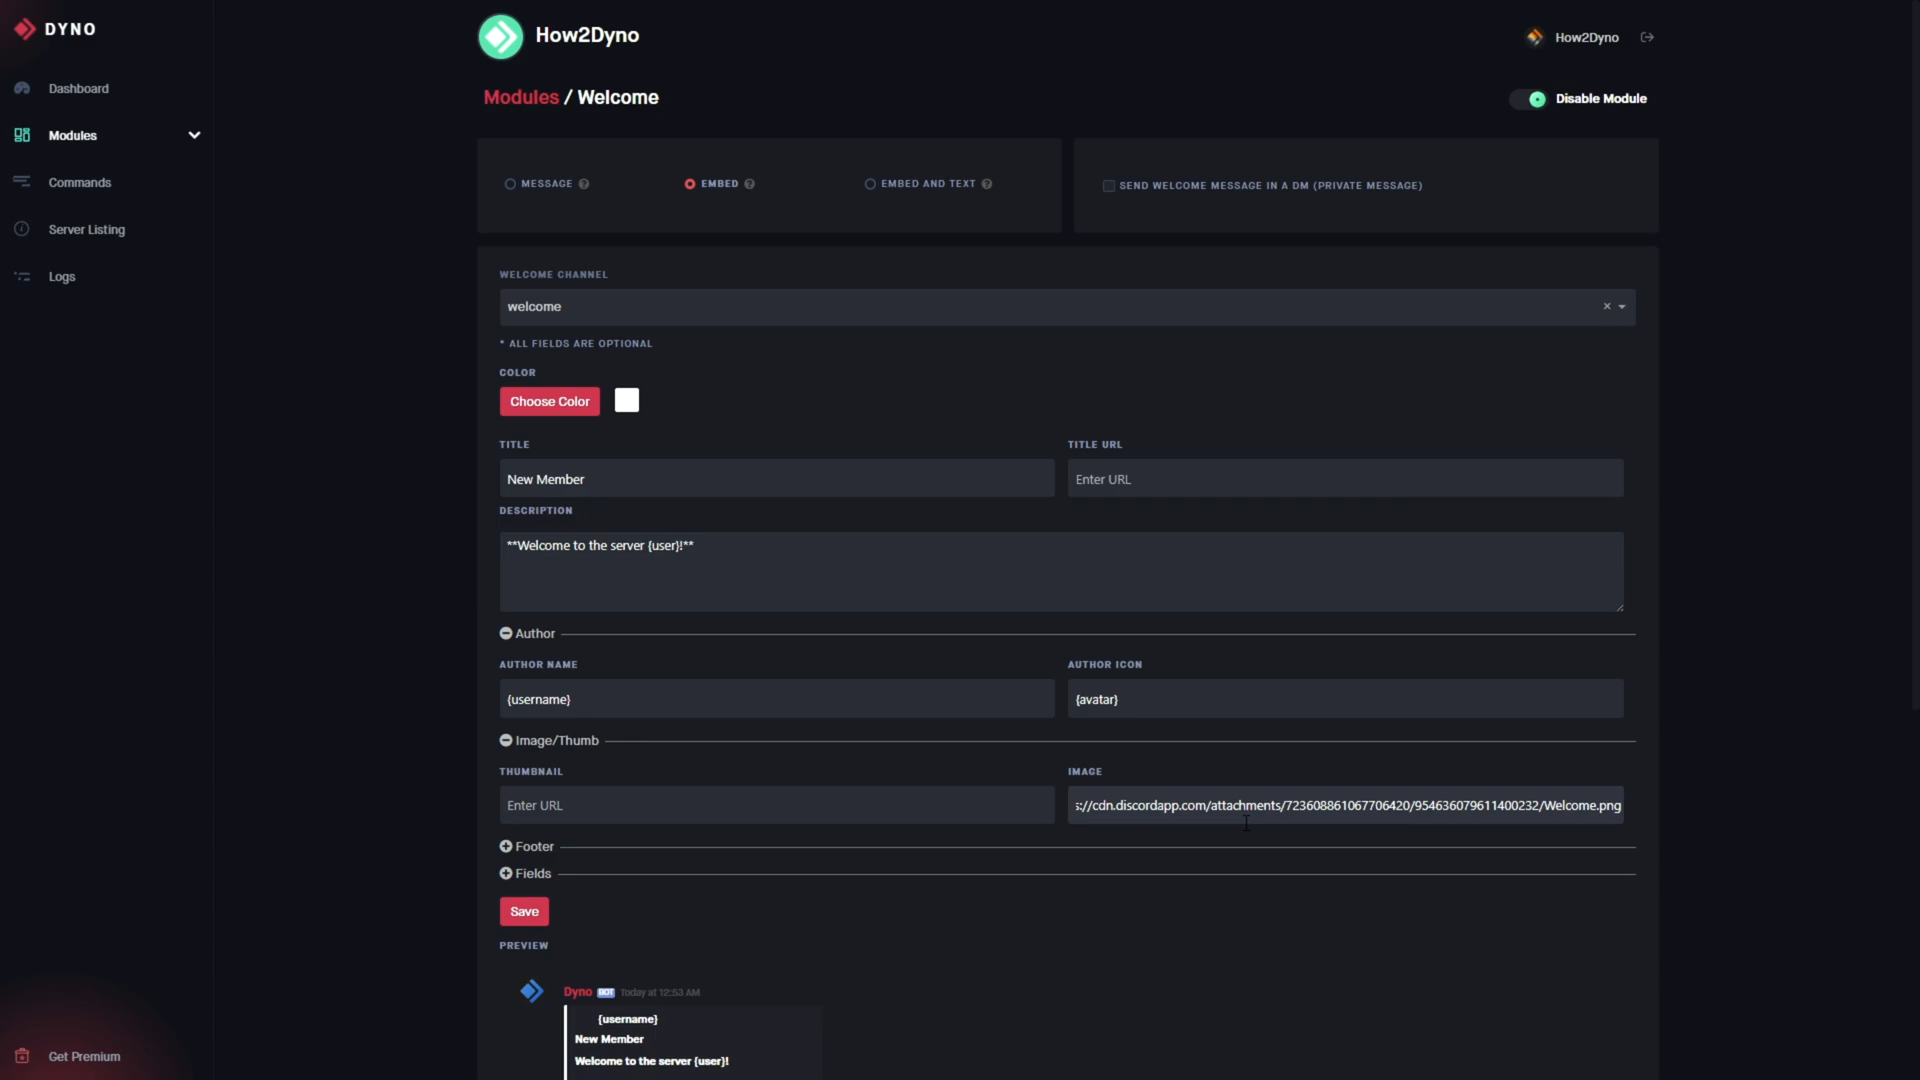 DYNO
How2Dyno
How2Dyno
Dashboard
Modules
Commands
Server Listing
Logs
Modules / Welcome
Disable Module
MESSAGE
EMBED
EMBED AND TEXT
SEND WELCOME MESSAGE IN A DM (PRIVATE MESSAGE)
WELCOME CHANNEL
welcome
* ALL FIELDS ARE OPTIONAL
COLOR
Choose Color
TITLE
TITLE URL
New Member
Enter URL
DESCRIPTION
**Welcome to the server {user}!**
Author
AUTHOR NAME
AUTHOR ICON
{username}
{avatar}
Image/Thumb
THUMBNAIL
IMAGE
Enter URL
s://cdn.discordapp.com/attachments/723608861067706420/954636079611400232/Welcome.png
Footer
Fields
Save
PREVIEW
Dyno BOT Today at 12:53 AM
{username}
New Member
Welcome to the server {user}!
Get Premium